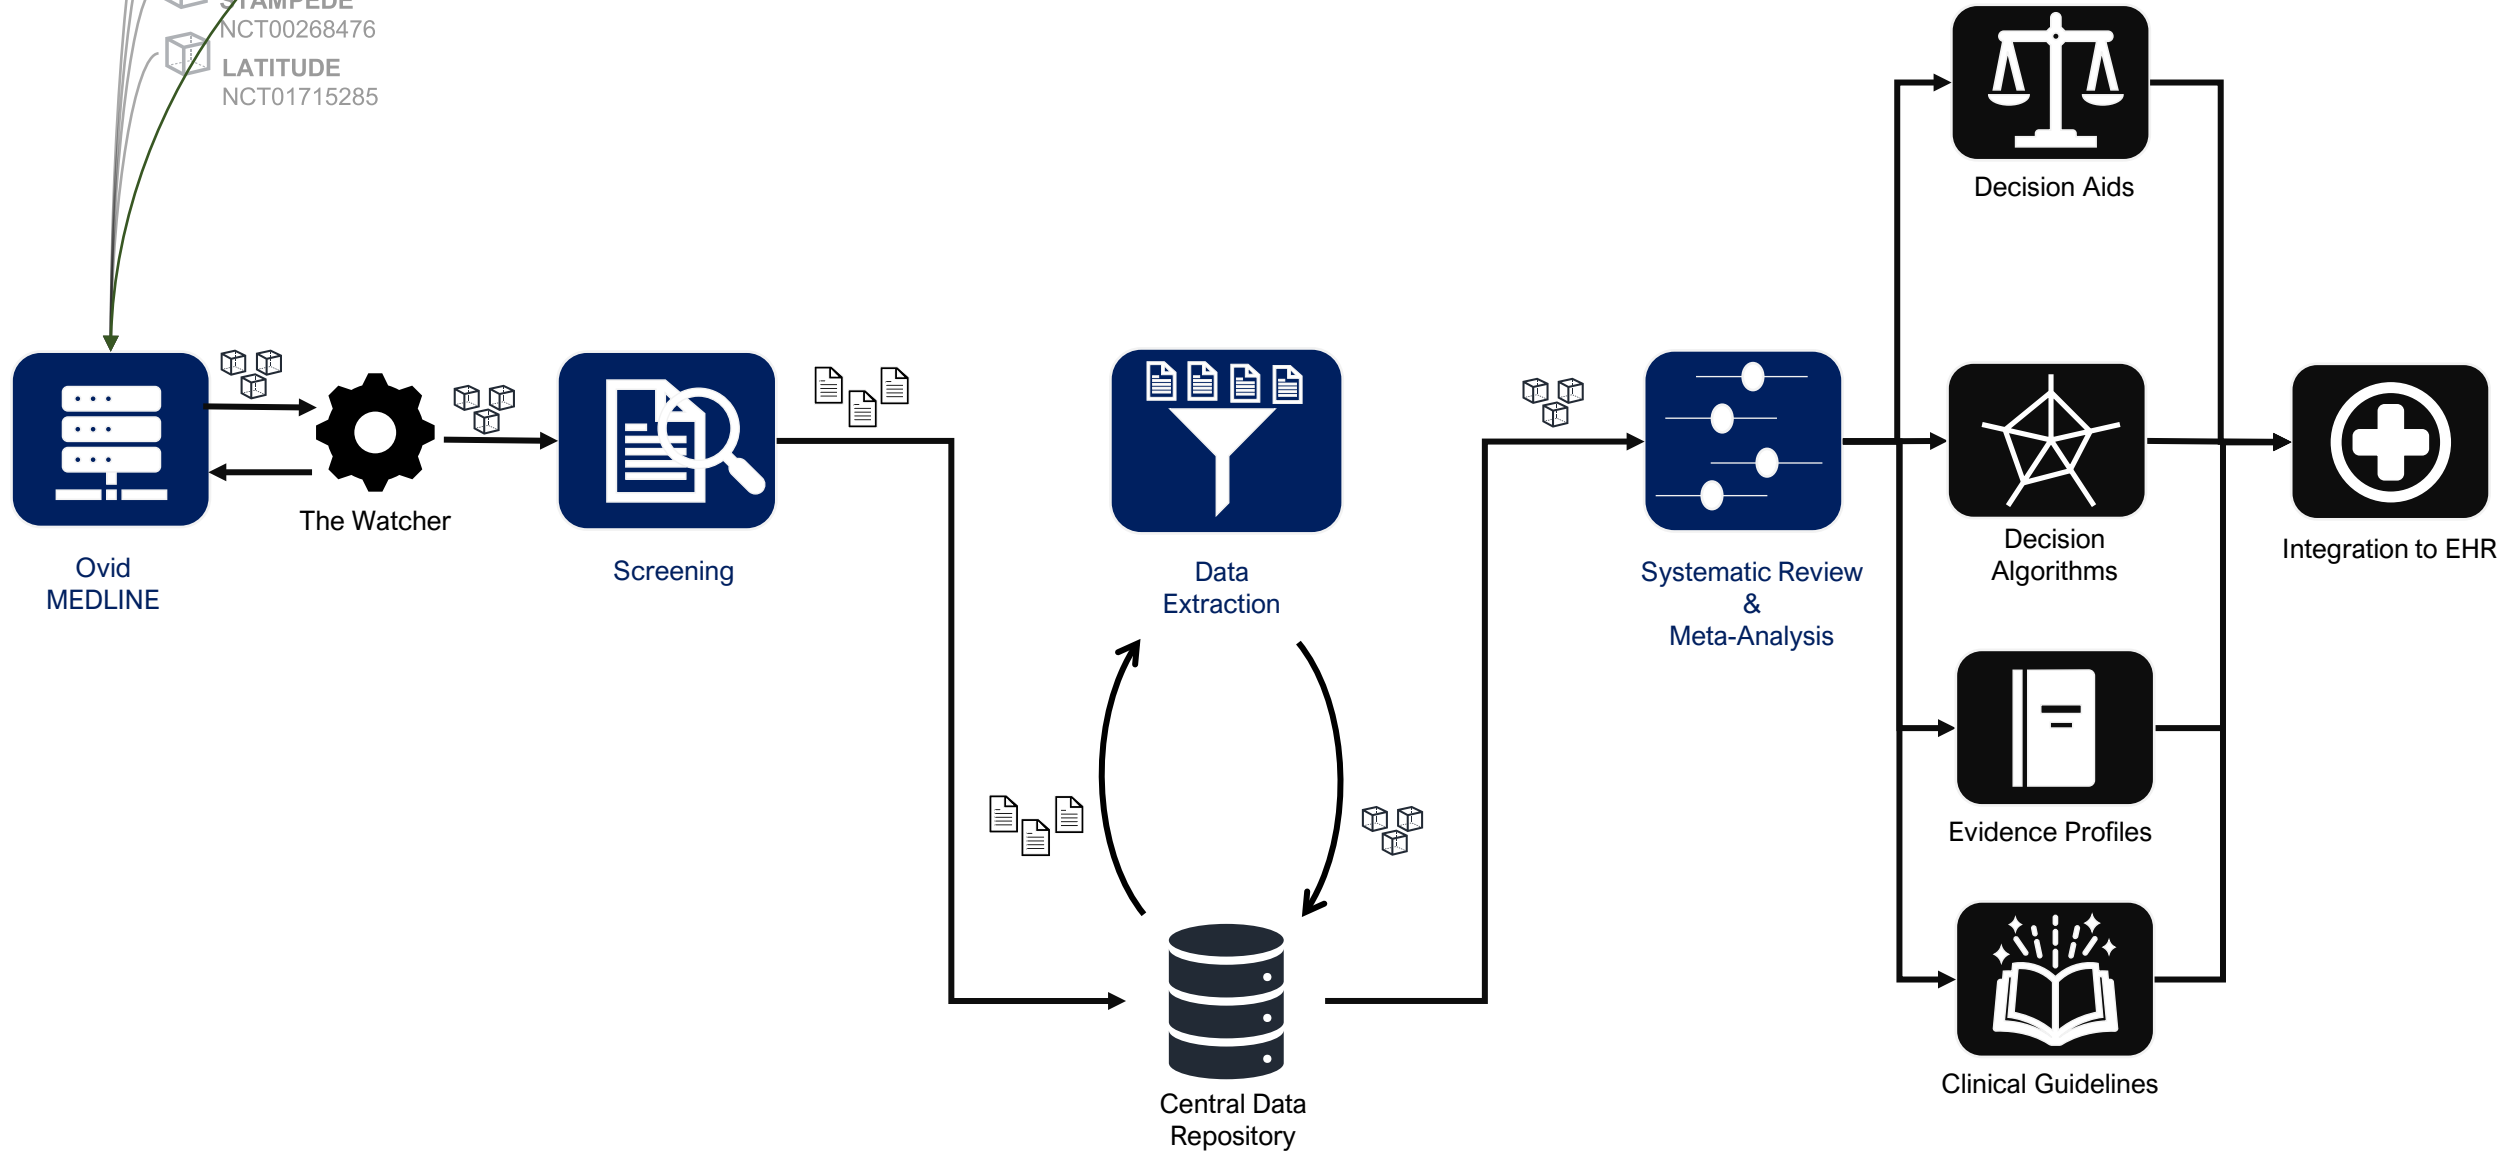 STAMPEDE
NCT00268476
LATITUDE
NCT01715285
Decision Aids
The Watcher
Ovid
MEDLINE
Screening
Data
Extraction
Systematic Review
&
Meta-Analysis
Decision
Algorithms
Integration to EHR
Evidence Profiles
Clinical Guidelines
Central Data
Repository